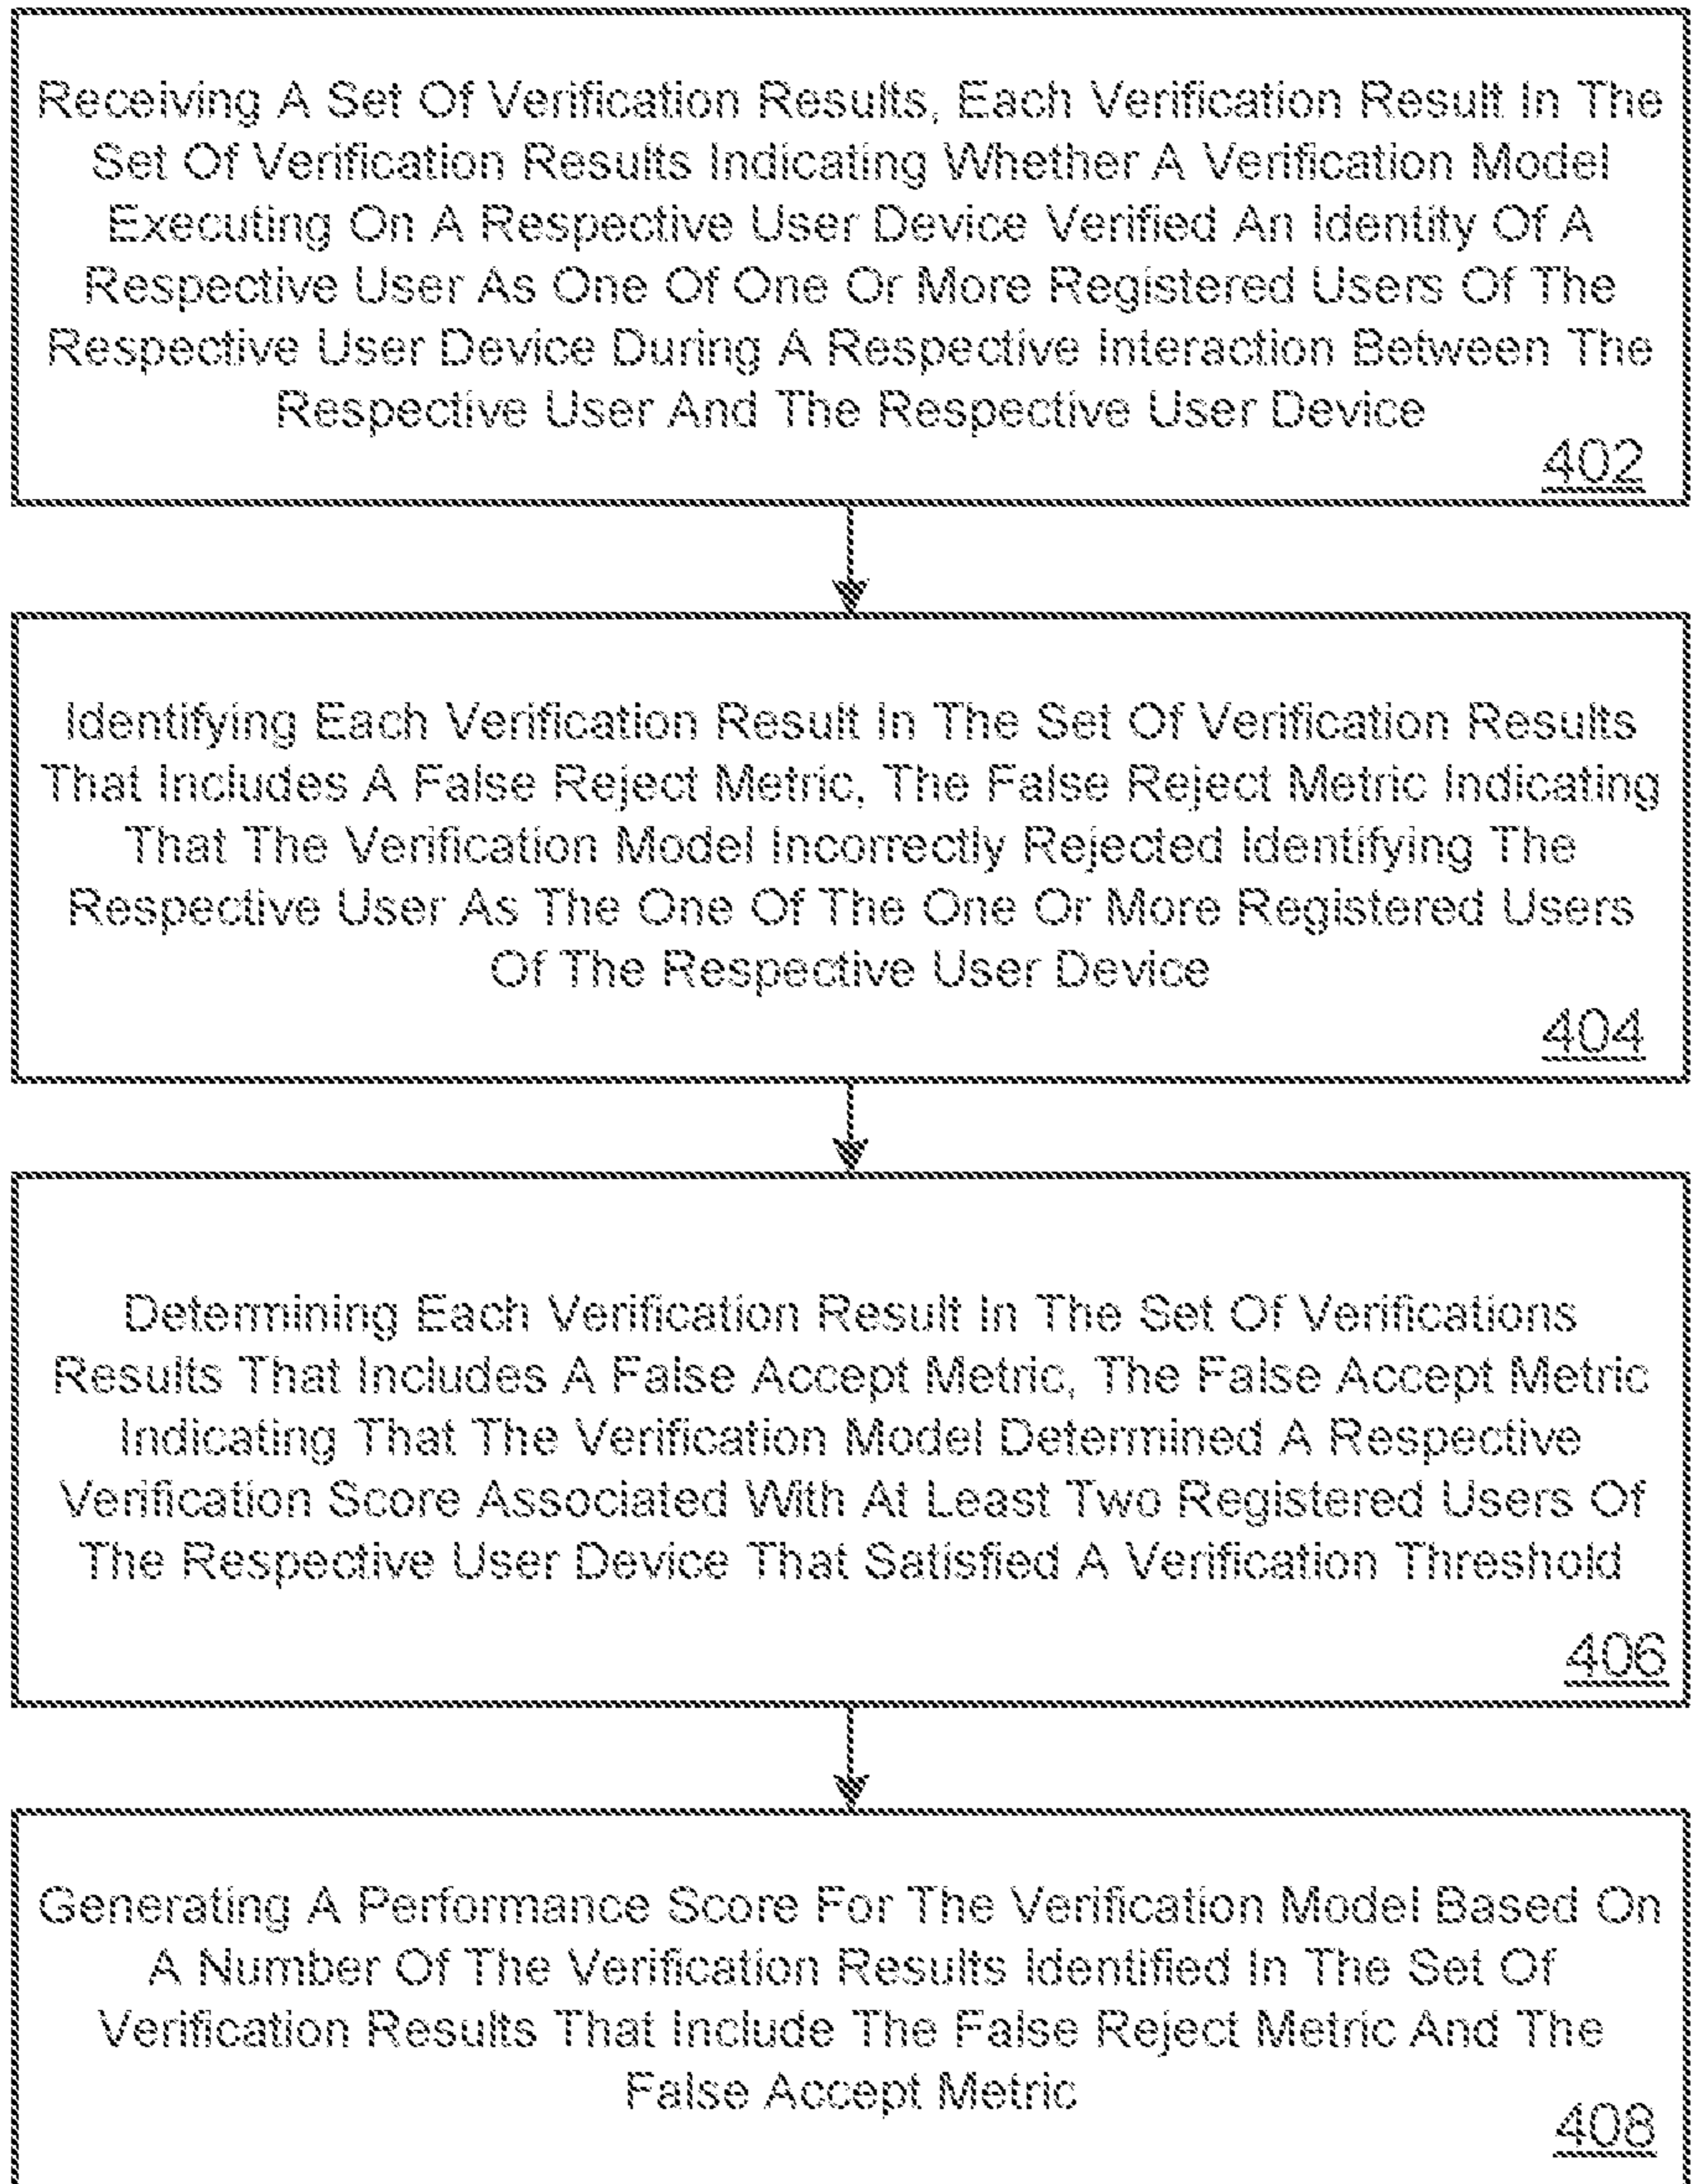 Receiving A Set Of Verification Results, Each Verification Result In The
Set Of Verification Results Indicating Whether A Verification Model
Executing On A Respective User Device Verified An Identity Of A
Respective User As One Of One Or More Registered Users Of The
Respective User Device During A Respective Interaction Between The
Respective User And The Respective User Device
402
Identifying Each Verification Result In The Set Of Verification Results
That Includes A False Reject Metric, The False Reject Metric Indicating
That The Verification Model Incorrectly Rejected Identifying The
Respective User As The One Of The One Or More Registered Users
Of The Respective User Device
404
Determining Each Verification Result In The Set Of Verifications
Results That Includes A False Accept Metric, The False Accept Metric
Indicating That The Verification Model Determined A Respective
Verification Score Associated With At Least Two Registered Users Of
The Respective User Device That Satisfied A Verification Threshold
406
Generating A Performance Score For The Verification Model Based On
A Number Of The Verification Results Identified In The Set Of
Verification Results That Include The False Reject Metric And The
False Accept Metric
408